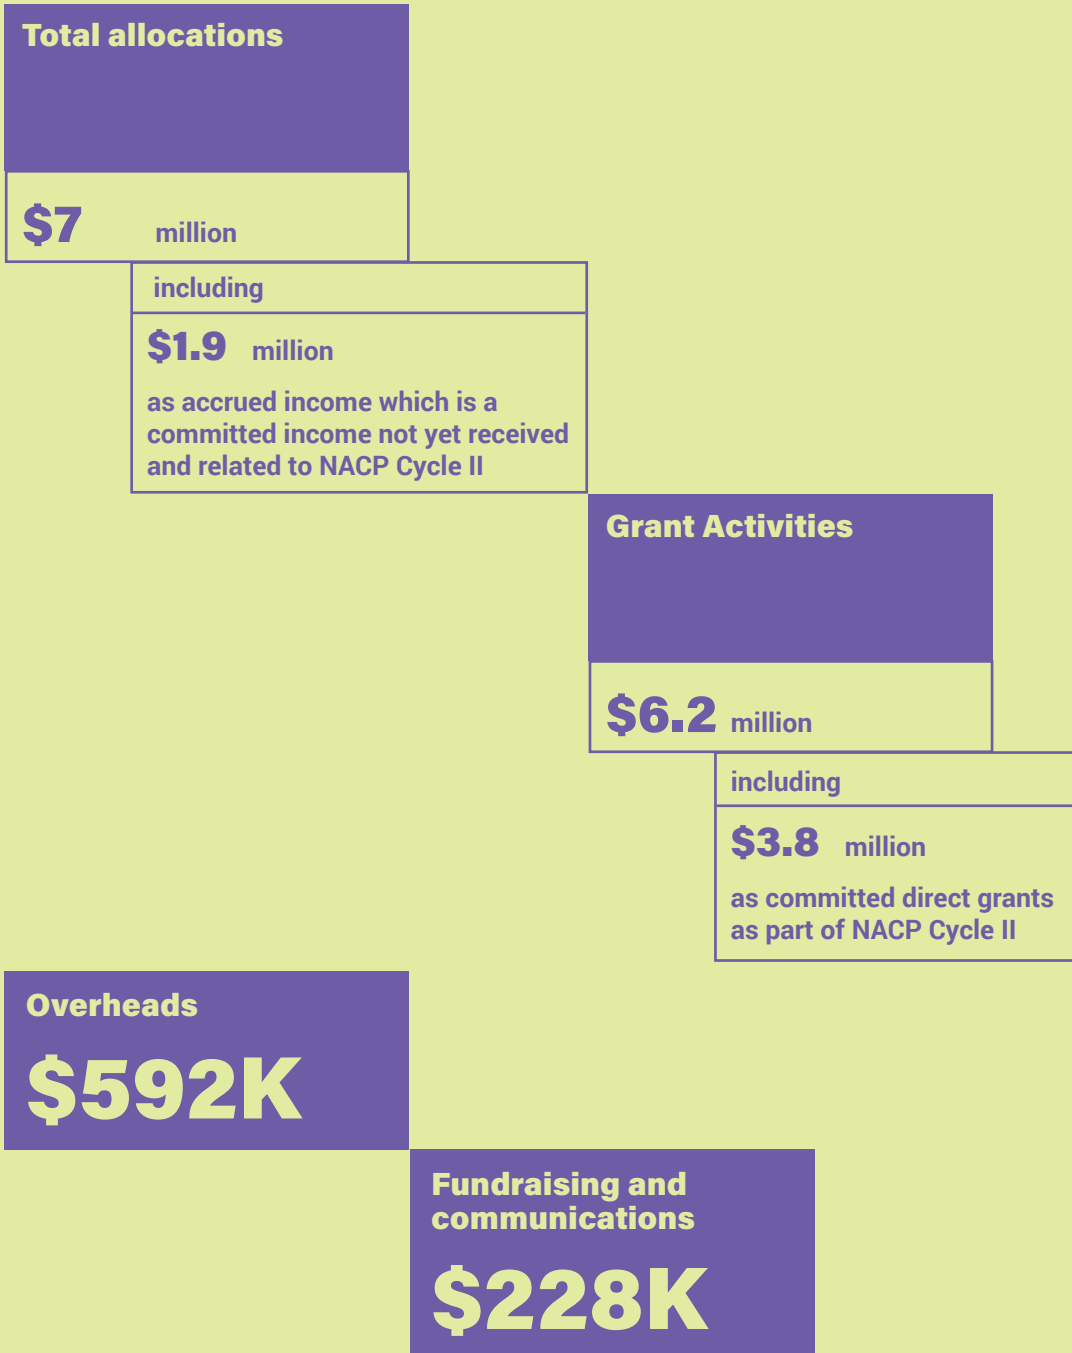 Total allocations
$7 million
including
$1.9 million
as accrued income which is a
committed income not yet received
and related to NACP Cycle II
Grant Activities
$6.2 million
including
$3.8 million
as committed direct grants
as part of NACP Cycle II
Overheads
$592K
Fundraising and
communications
$228K